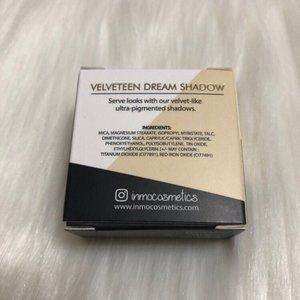 VELVETEEN DREAM SHADOW
Serve looks with our velvet-like
ultra-pigmented shadows.
INGREDIENTS:
MICA, MAGNESIUM STEARATE, ISOPROPYL MYRISTATE, TALC,
DIMETHICONE, SILICA, CAPRYLIC/CAPRIC TRIGLYCERIDE,
PHENOXYETHANOL, POLYISOBUTYLENE, TIN OXIDE,
ETHYLHEXYLGLYCERIN. +/- MAY CONTAIN :
TITANIUM DIOXIDE (CI77891), RED IRON OXIDE (CI77491)
inmocosmetics
www.inmocosmetics.com